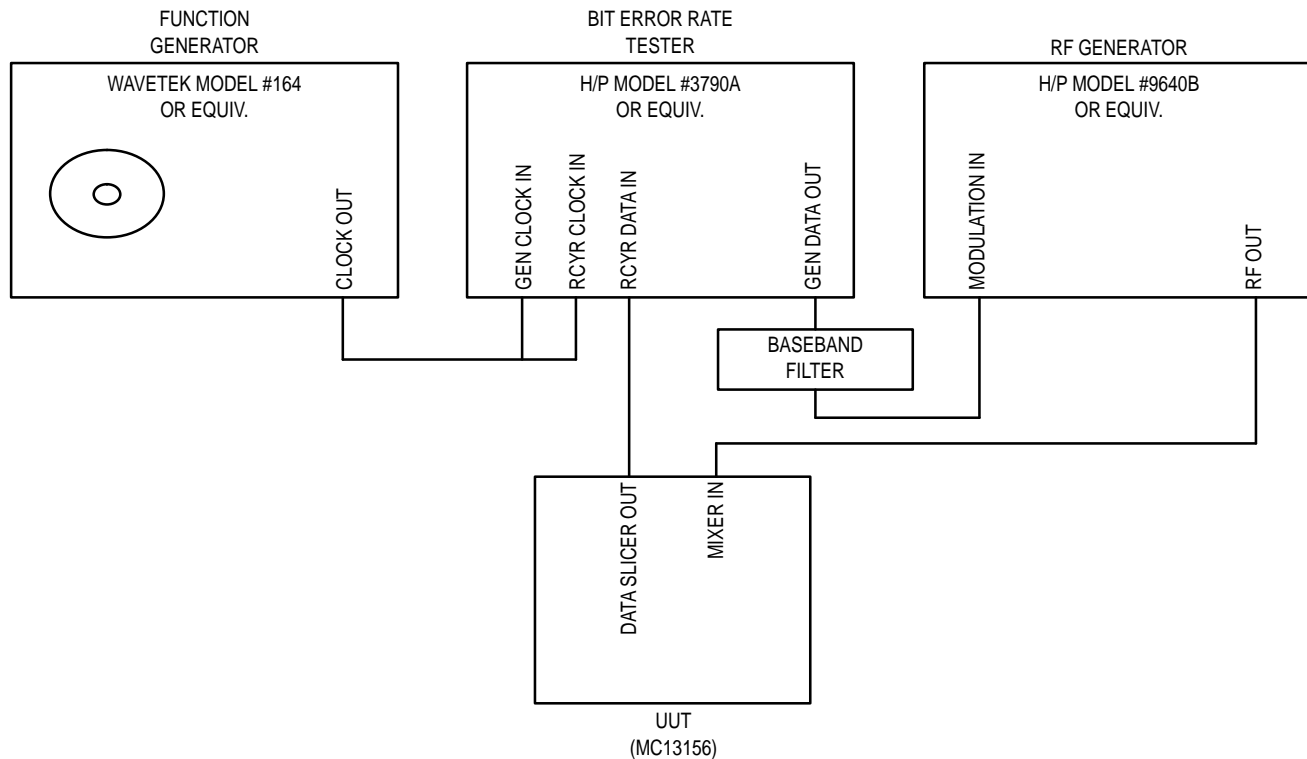 FUNCTION
GENERATOR
WAVETEK MODEL #164
OR EQUIV.
CLOCK OUT
BIT ERROR RATE
TESTER
H/P MODEL #3790A
OR EQUIV.
GEN CLOCK IN
RCYR CLOCK IN
RCYR DATA IN
GEN DATA OUT
RF GENERATOR
H/P MODEL #9640B
OR EQUIV.
MODULATION IN
RF OUT
BASEBAND
FILTER
DATA SLICER OUT
MIXER IN
UUT
(MC13156)